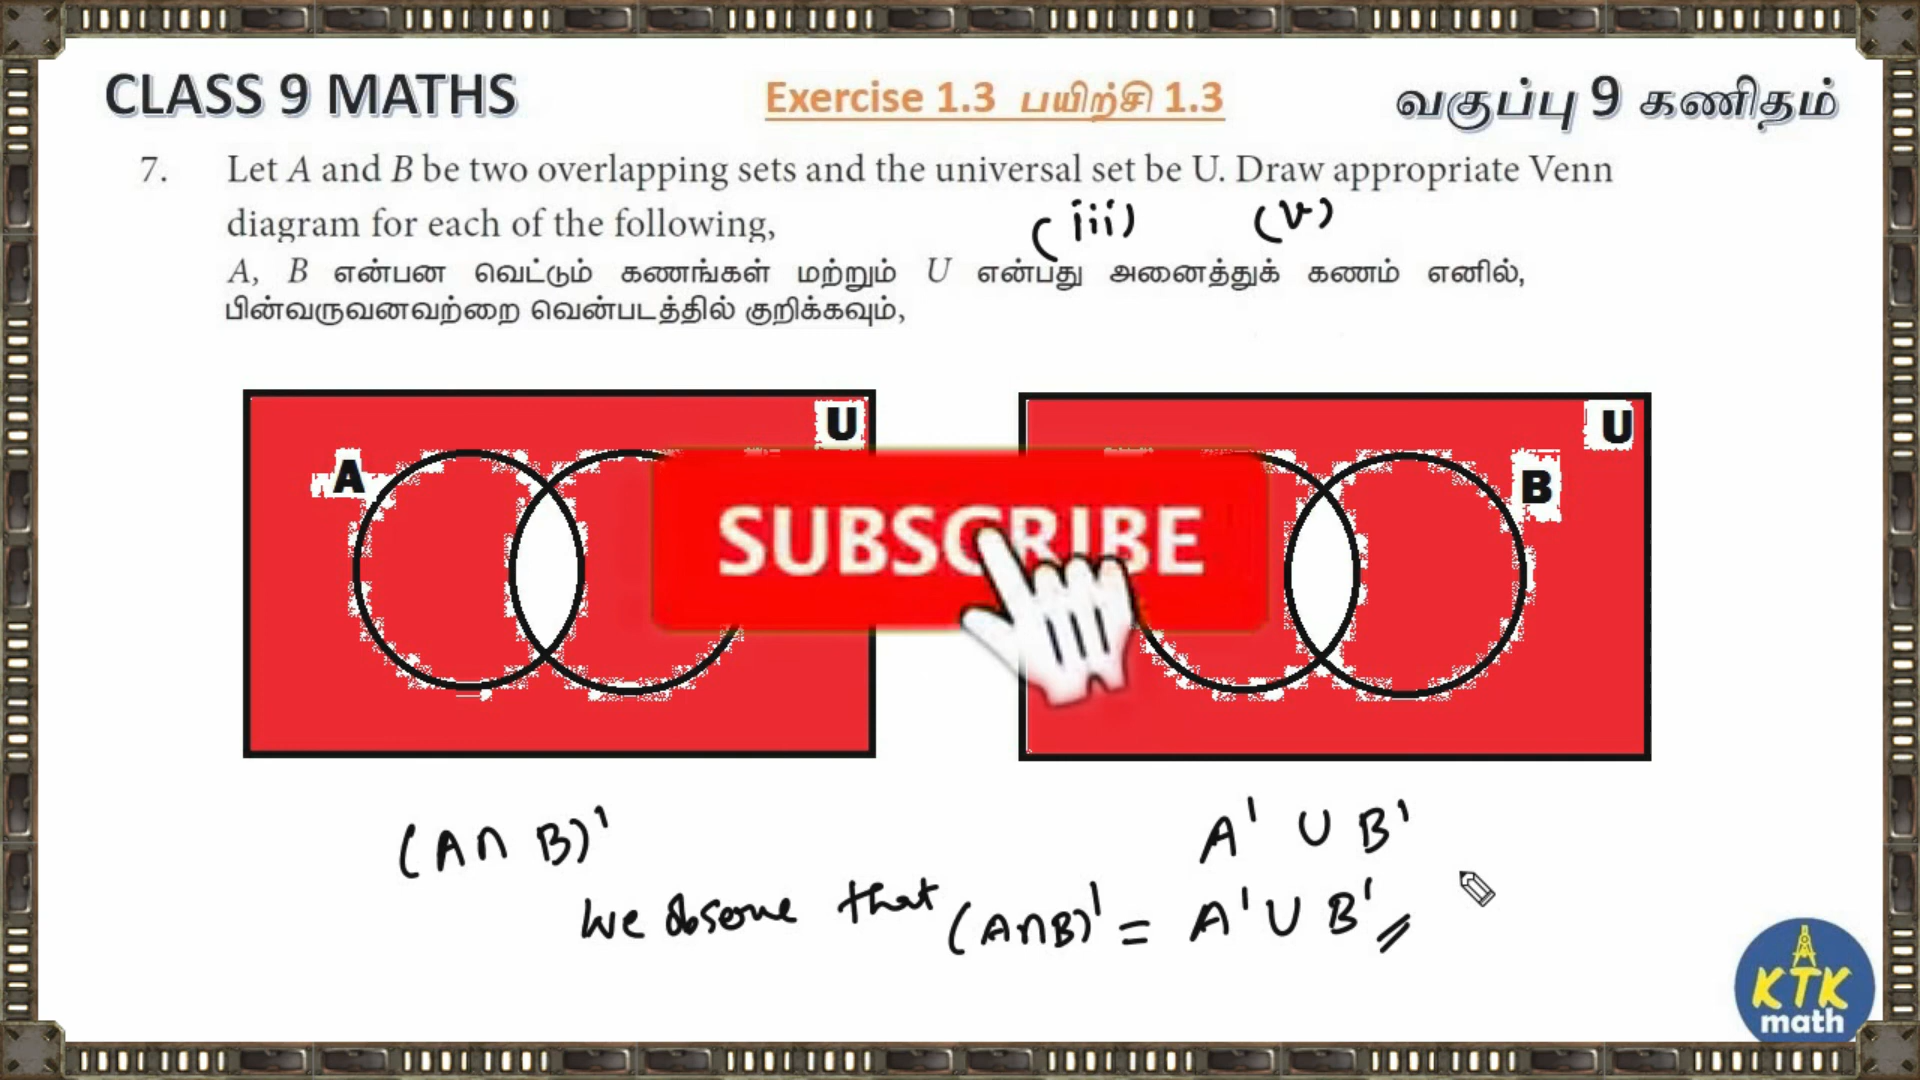 CLASS 9 MATHS Exercise 1.3 பயிற்சி 1.3 வகுப்பு 9 கணிதம்
7. Let A and B be two overlapping sets and the universal set be U. Draw appropriate Venn
diagram for each of the following, (iii) (v)
A, B என்பன வெட்டும் கணங்கள் மற்றும் U என்பது அனைத்துக் கணம் எனில்,
பின்வருவனவற்றை வென்படத்தில் குறிக்கவும்,
U
A
U
B
SUBSCRIBE
(A∩B)' A' ∪ B'
We observe that (A∩B)' = A' ∪ B'
KTK
math